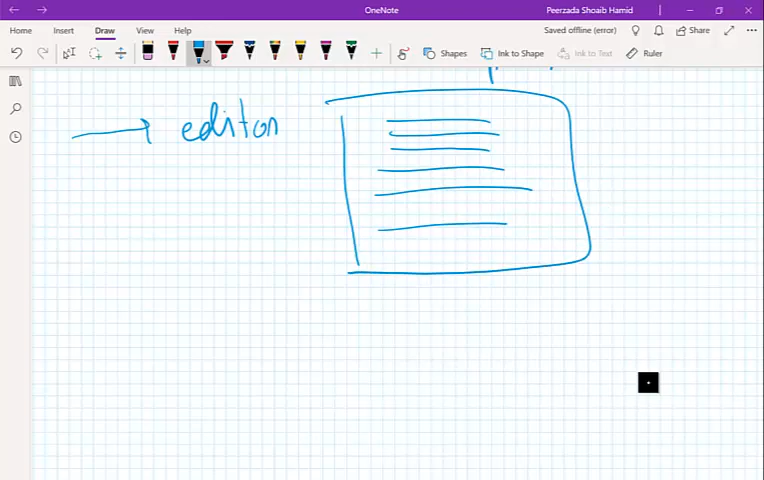 OneNote
Peerzada Shoaib Hamid
Home Insert Draw View Help
Saved offline (error)
Share
Shapes
Ink to Shape
Ink to Text
Ruler
editor